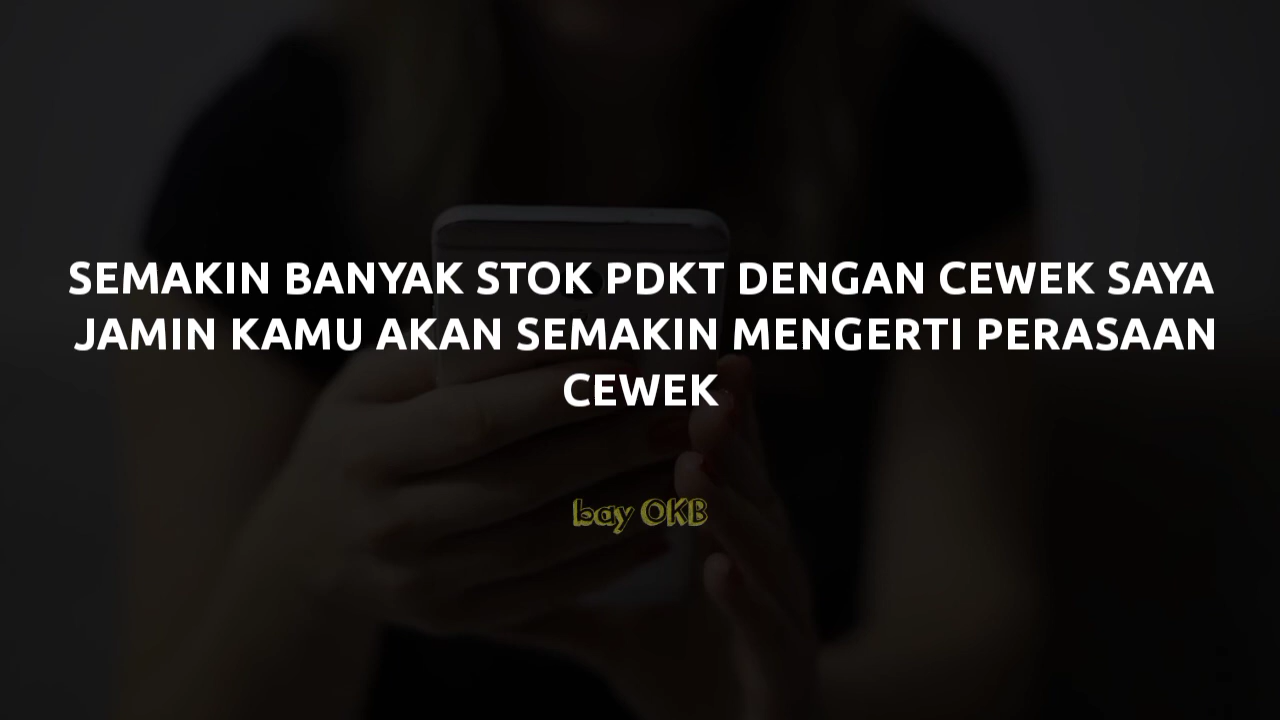 SEMAKIN BANYAK STOK PDKT DENGAN CEWEK SAYA
JAMIN KAMU AKAN SEMAKIN MENGERTI PERASAAN
CEWEK
bay OKB